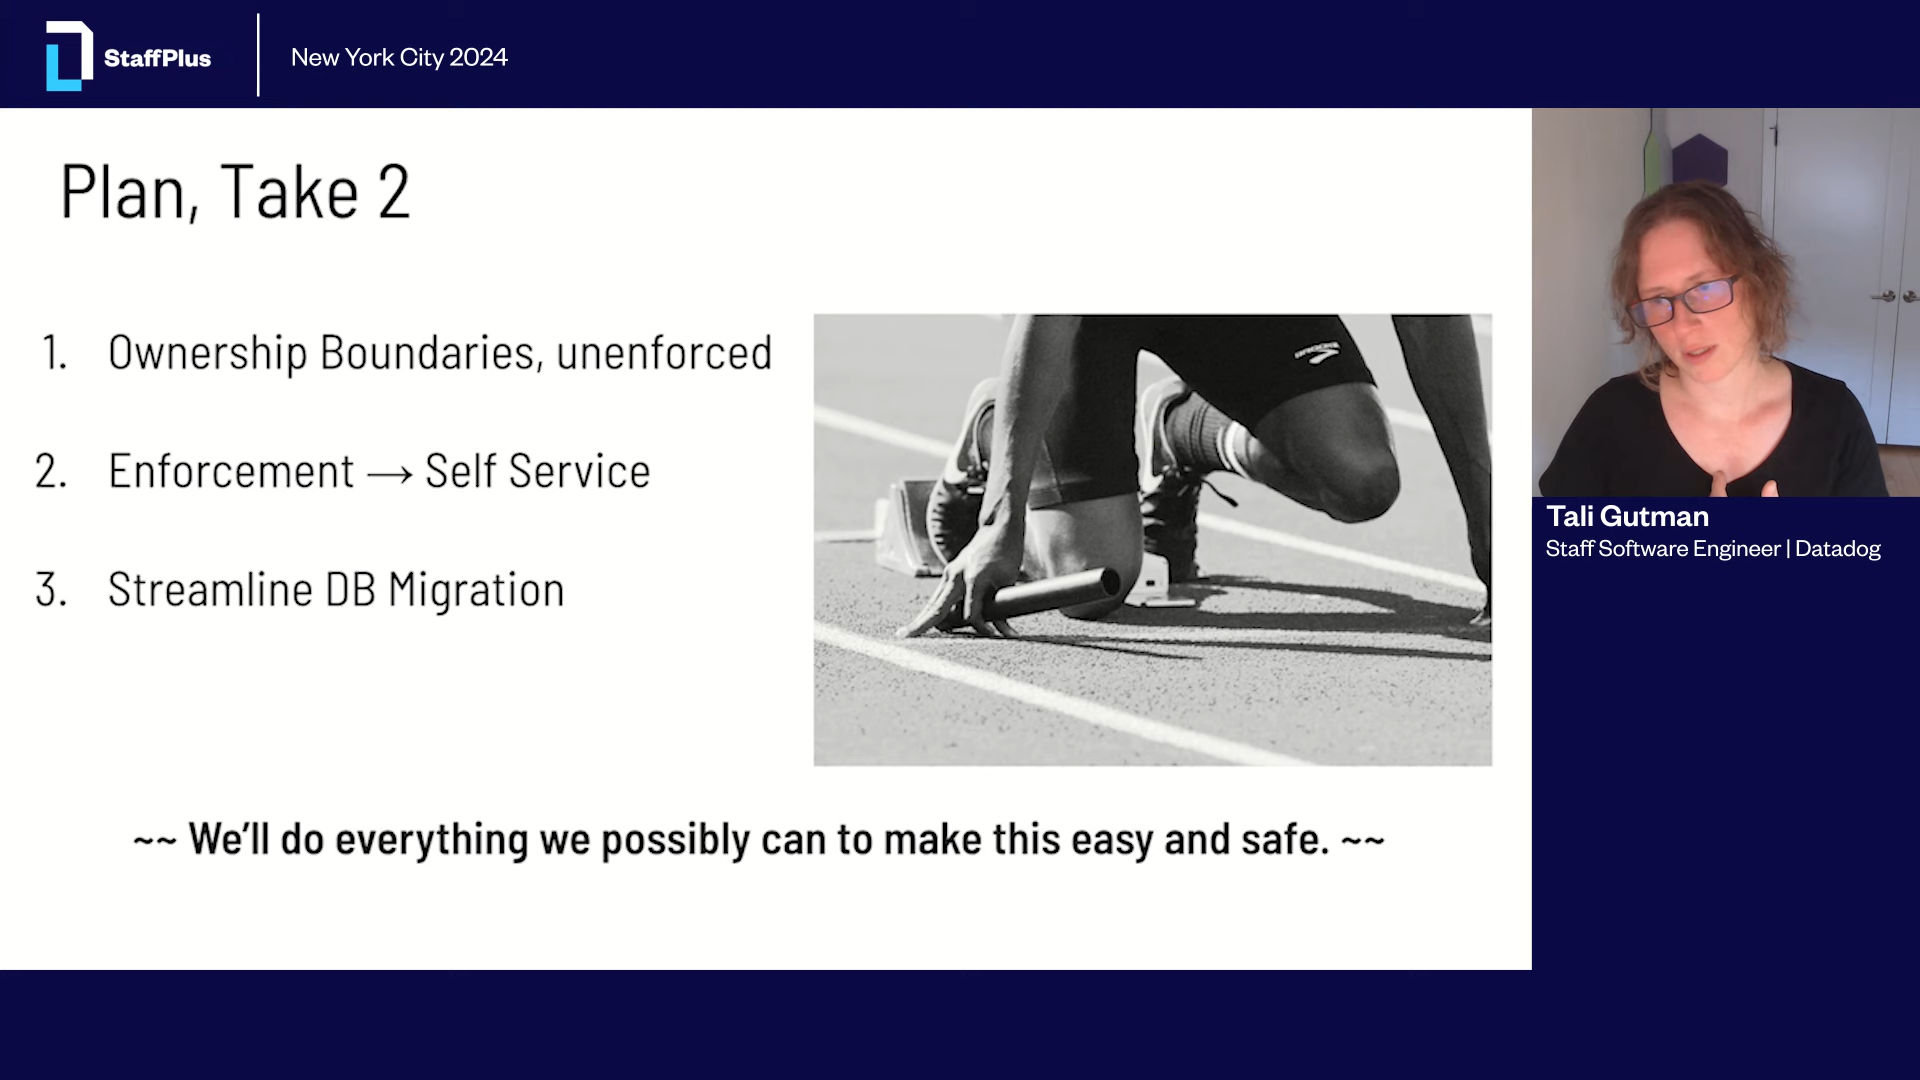 StaffPlus
New York City 2024
Plan, Take 2
1. Ownership Boundaries, unenforced
2. Enforcement → Self Service
3. Streamline DB Migration
BROOKS
~~ We’ll do everything we possibly can to make this easy and safe. ~~
Tali Gutman
Staff Software Engineer | Datadog